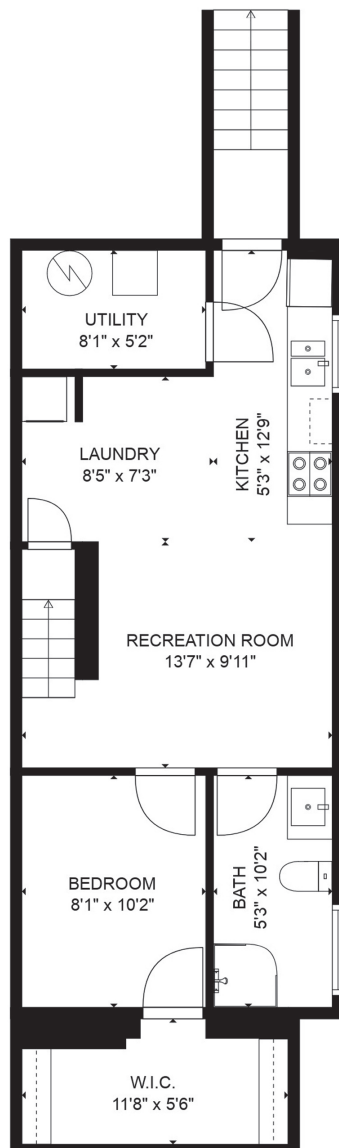 UTILITY
8'1" x 5'2"
LAUNDRY
8'5" x 7'3"
KITCHEN
5'3" x 12'9"
RECREATION ROOM
13'7" x 9'11"
BEDROOM
8'1" x 10'2"
BATH
5'3" x 10'2"
W.I.C.
11'8" x 5'6"